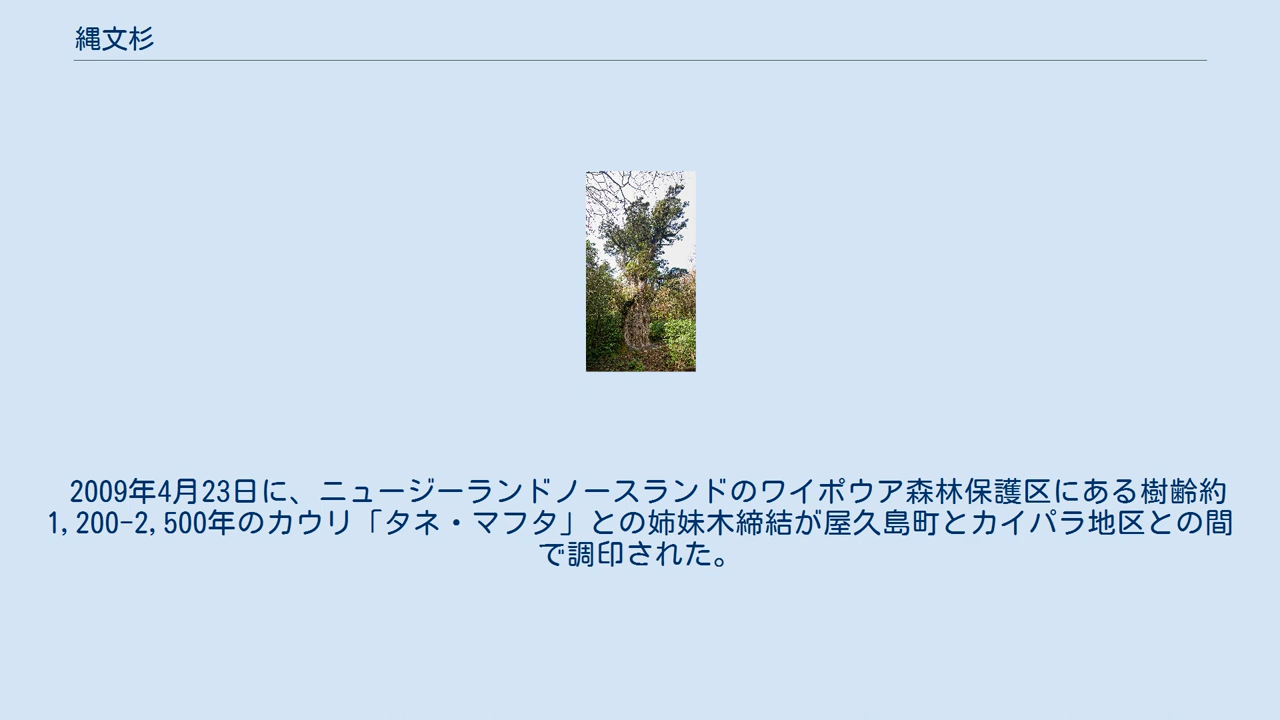 縄文杉
2009年4月23日に、ニュージーランドノースランドのワイポウア森林保護区にある樹齢約
1,200-2,500年のカウリ「タネ・マフタ」との姉妹木締結が屋久島町とカイパラ地区との間
で調印された。